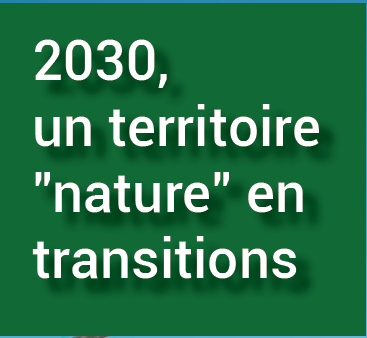 2030,
un territoire
"nature" en
transitions